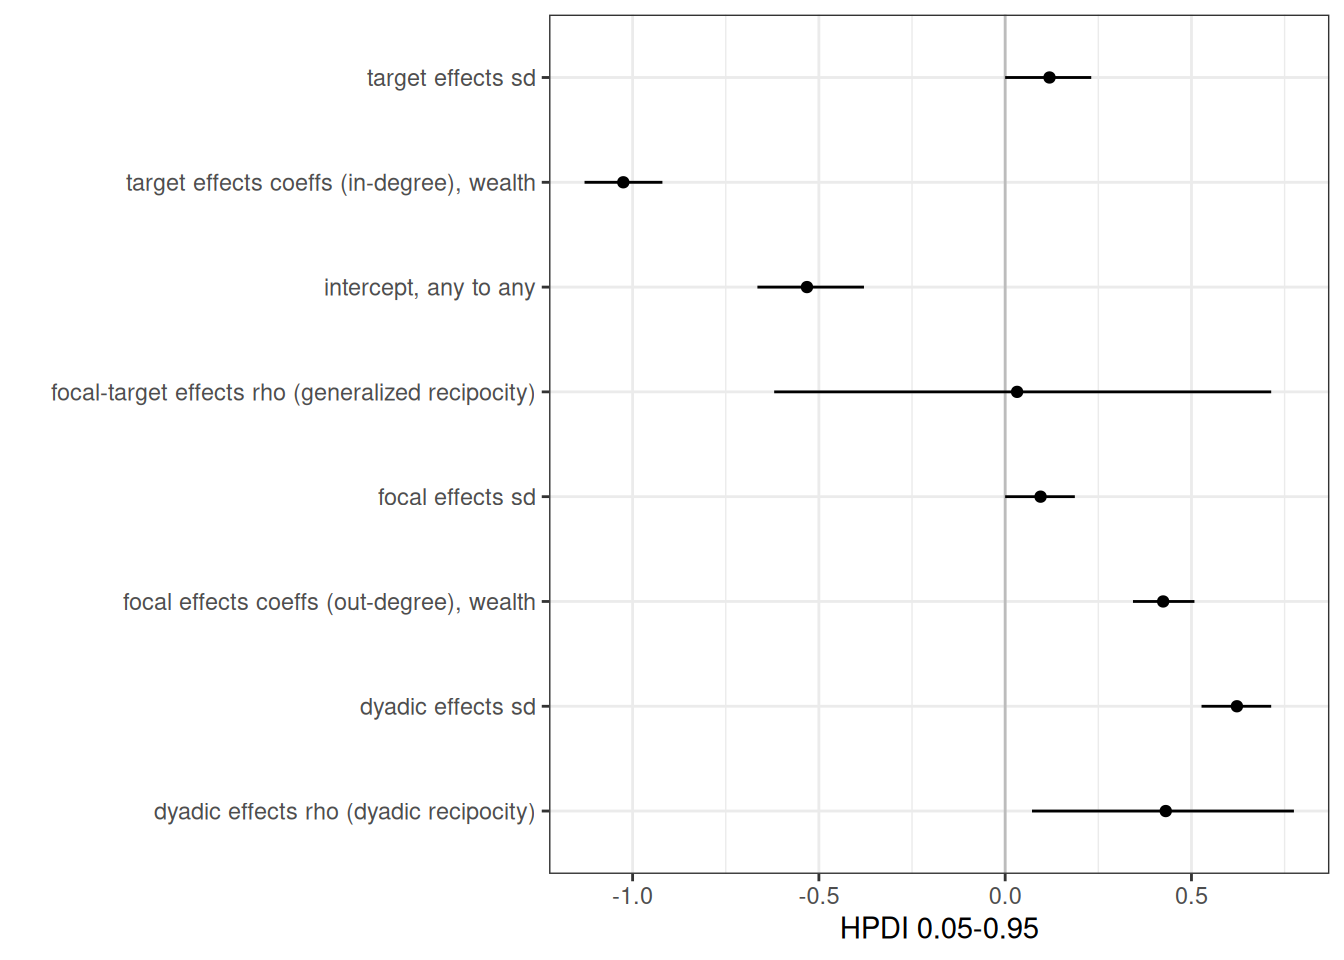 target effects sd
target effects coeffs (in-degree), wealth
intercept, any to any
focal-target effects rho (generalized recipocity)
focal effects sd
focal effects coeffs (out-degree), wealth
dyadic effects sd
dyadic effects rho (dyadic recipocity)
-1.0 -0.5 0.0 0.5
HPDI 0.05-0.95